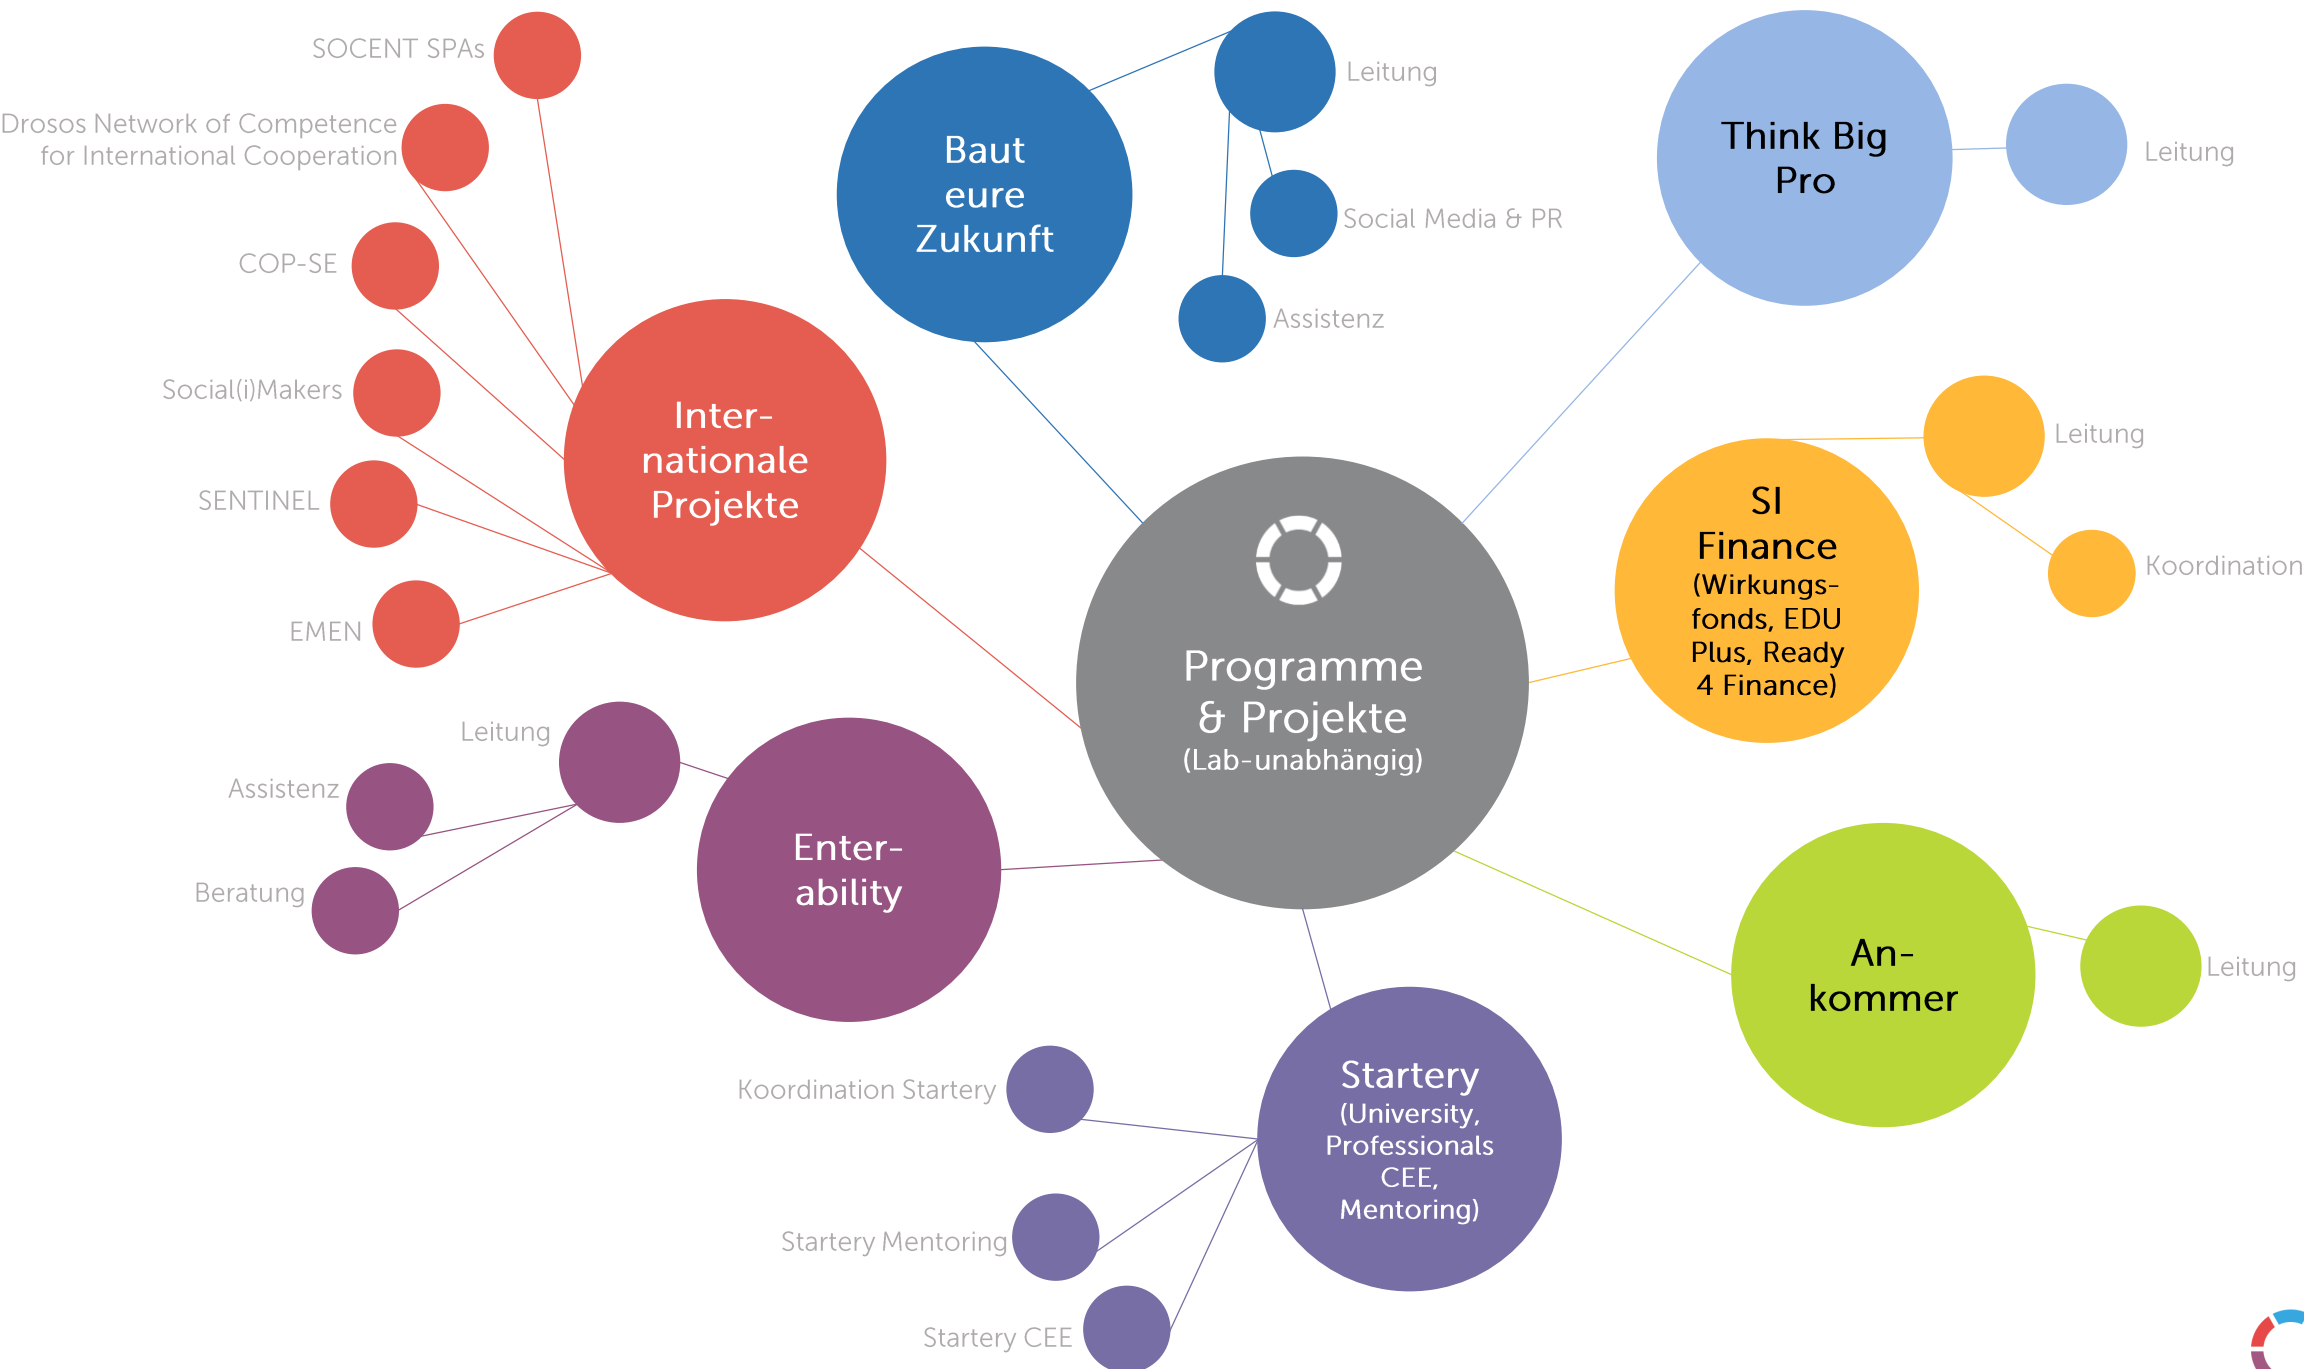 SOCENT SPAs
Drosos Network of Competence
for International Cooperation
COP-SE
Social(i)Makers
SENTINEL
EMEN
Inter-
nationale
Projekte
Baut
eure
Zukunft
Leitung
Social Media & PR
Assistenz
Think Big
Pro
Leitung
SI
Finance
(Wirkungs-
fonds, EDU
Plus, Ready
4 Finance)
Leitung
Koordination
Programme
& Projekte
(Lab-unabhängig)
Leitung
Assistenz
Beratung
Enter-
ability
An-
kommer
Leitung
Startery
(University,
Professionals
CEE,
Mentoring)
Koordination Startery
Startery Mentoring
Startery CEE